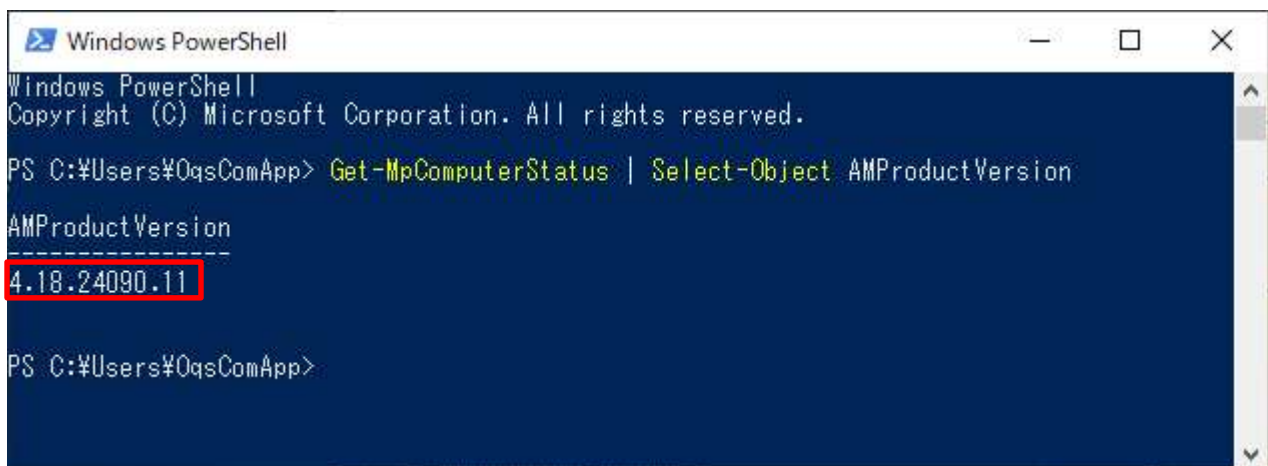 Windows PowerShell
Windows PowerShell
Copyright (C) Microsoft Corporation. All rights reserved.
PS C:¥Users¥OqsComApp> Get-MpComputerStatus | Select-Object AMProductVersion
AMProductVersion
----------------
4.18.24090.11
PS C:¥Users¥OqsComApp>